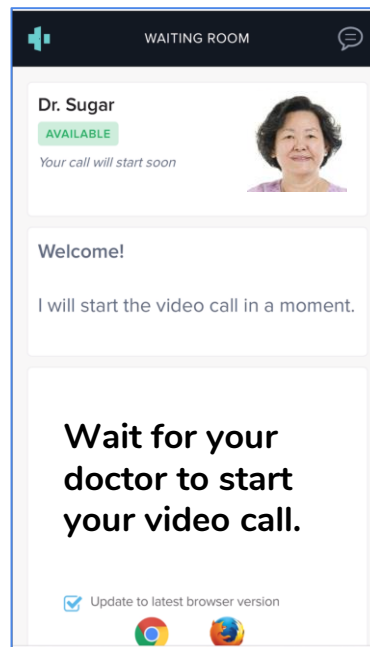 WAITING ROOM
Dr. Sugar
AVAILABLE
Your call will start soon
Welcome!
I will start the video call in a moment.
Wait for your
doctor to start
your video call.
Update to latest browser version